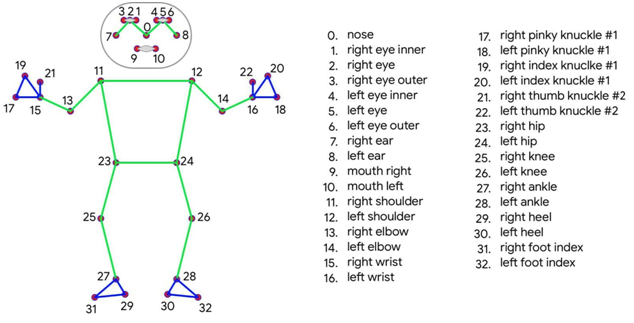 3 2 1 4 5 6
0
7 8
9 10
19 21 11 12 22 20
17 15 13 14 16 18
23 24
25 26
27 28
31 29 30 32
0. nose
1. right eye inner
2. right eye
3. right eye outer
4. left eye inner
5. left eye
6. left eye outer
7. right ear
8. left ear
9. mouth right
10. mouth left
11. right shoulder
12. left shoulder
13. right elbow
14. left elbow
15. right wrist
16. left wrist
17. right pinky knuckle #1
18. left pinky knuckle #1
19. right index knuclke #1
20. left index knuckle #1
21. right thumb knuckle #2
22. left thumb knuckle #2
23. right hip
24. left hip
25. right knee
26. left knee
27. right ankle
28. left ankle
29. right heel
30. left heel
31. right foot index
32. left foot index